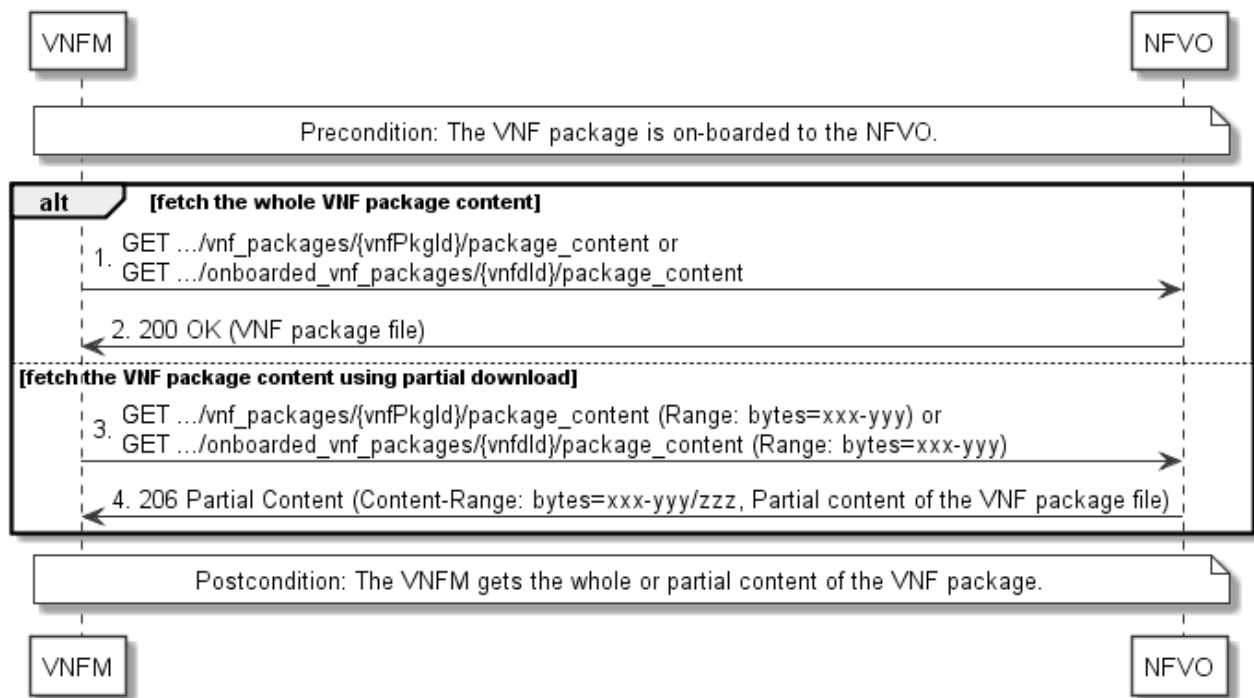 VNFM
NFVO
Precondition: The VNF package is on-boarded to the NFVO.
alt
[fetch the whole VNF package content]
1. GET .../vnf_packages/{vnfPkgId}/package_content or
GET .../onboarded_vnf_packages/{vnfdId}/package_content
2. 200 OK (VNF package file)
[fetch the VNF package content using partial download]
3. GET .../vnf_packages/{vnfPkgId}/package_content (Range: bytes=xxx-yyy) or
GET .../onboarded_vnf_packages/{vnfdId}/package_content (Range: bytes=xxx-yyy)
4. 206 Partial Content (Content-Range: bytes=xxx-yyy/zzz, Partial content of the VNF package file)
Postcondition: The VNFM gets the whole or partial content of the VNF package.
VNFM
NFVO